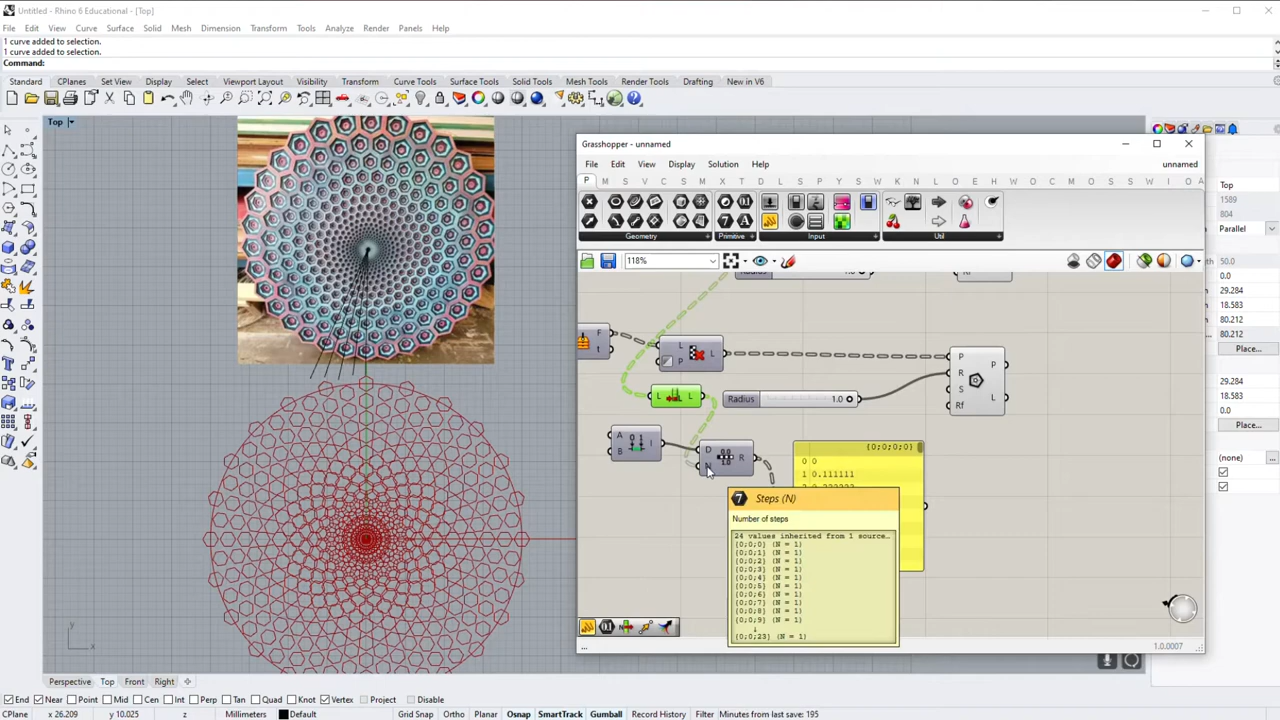 Untitled - Rhino 6 Educational - [Top]
File Edit View Curve Surface Solid Mesh Dimension Transform Tools Analyze Render Panels Help
1 curve added to selection.
1 curve added to selection.
Command:
Standard CPlanes Set View Display Select Viewport Layout Visibility Transform Curve Tools Surface Tools Solid Tools Mesh Tools Render Tools Drafting New in V6
Top
Grasshopper - unnamed
File Edit View Display Solution Help
unnamed
P M S V C S M I T D L K P L D E H W S O
Geometry Primitive Input Util
118%
Radius 1.0
Rf
F
t
L
P
L
P
R
S
Rf
P
L
L L
Radius 1.0
A
B
I
D
N
R
{0;0;0;0}
0 0
1 0.111111
Steps (N)
Number of steps
24 values inherited from 1 source...
{0;0;0} (N = 1)
{0;0;1} (N = 1)
{0;0;2} (N = 1)
{0;0;3} (N = 1)
{0;0;4} (N = 1)
{0;0;5} (N = 1)
{0;0;6} (N = 1)
{0;0;7} (N = 1)
{0;0;8} (N = 1)
{0;0;9} (N = 1)
{0;0;23} (N = 1)
...
1.0.0007
Top
1589
804
Parallel
50.0
0.0
29.284
18.583
80.212
80.212
Place...
29.284
18.583
0.0
Place...
(none)
y
x
Perspective Top Front Right
End Near Point Mid Cen Int Perp Tan Quad Knot Vertex Project Disable
CPlane x 26.209 y 10.025 z Millimeters Default Grid Snap Ortho Planar Osnap SmartTrack Gumball Record History Filter Minutes from last save: 195